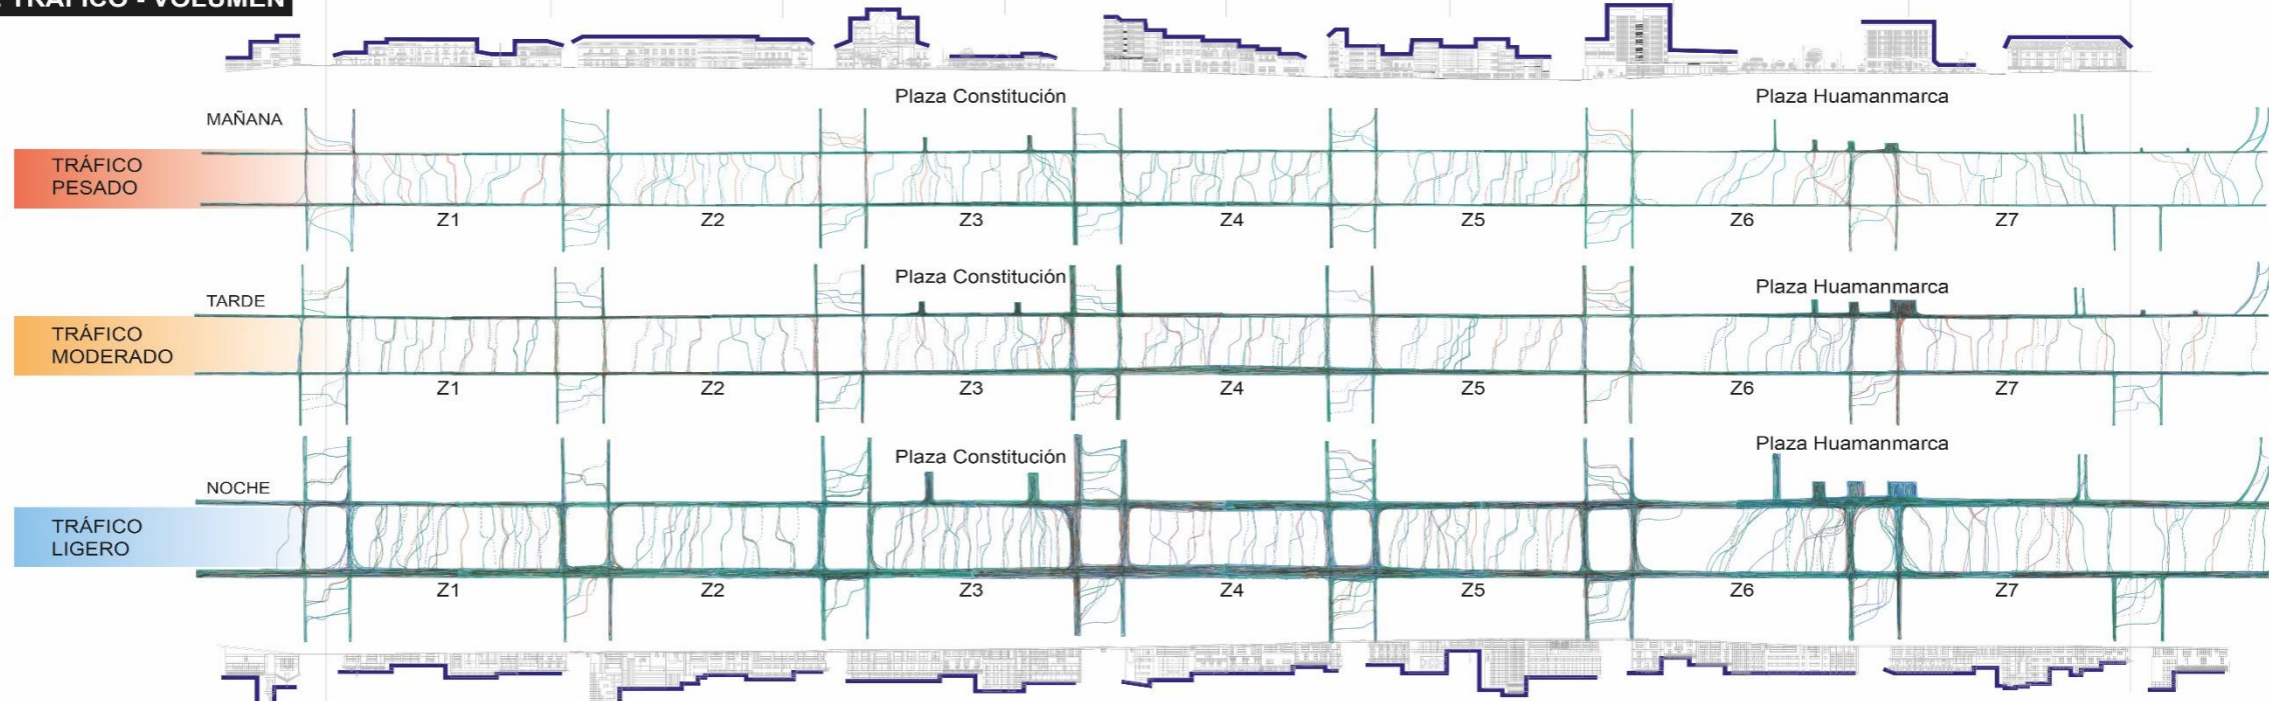 TRÁFICO - VOLUMEN
Plaza Constitución
Plaza Huamanmarca
MAÑANA
TRÁFICO
PESADO
Z1
Z2
Z3
Z4
Z5
Z6
Z7
Plaza Constitución
Plaza Huamanmarca
TARDE
TRÁFICO
MODERADO
Z1
Z2
Z3
Z4
Z5
Z6
Z7
Plaza Constitución
Plaza Huamanmarca
NOCHE
TRÁFICO
LIGERO
Z1
Z2
Z3
Z4
Z5
Z6
Z7